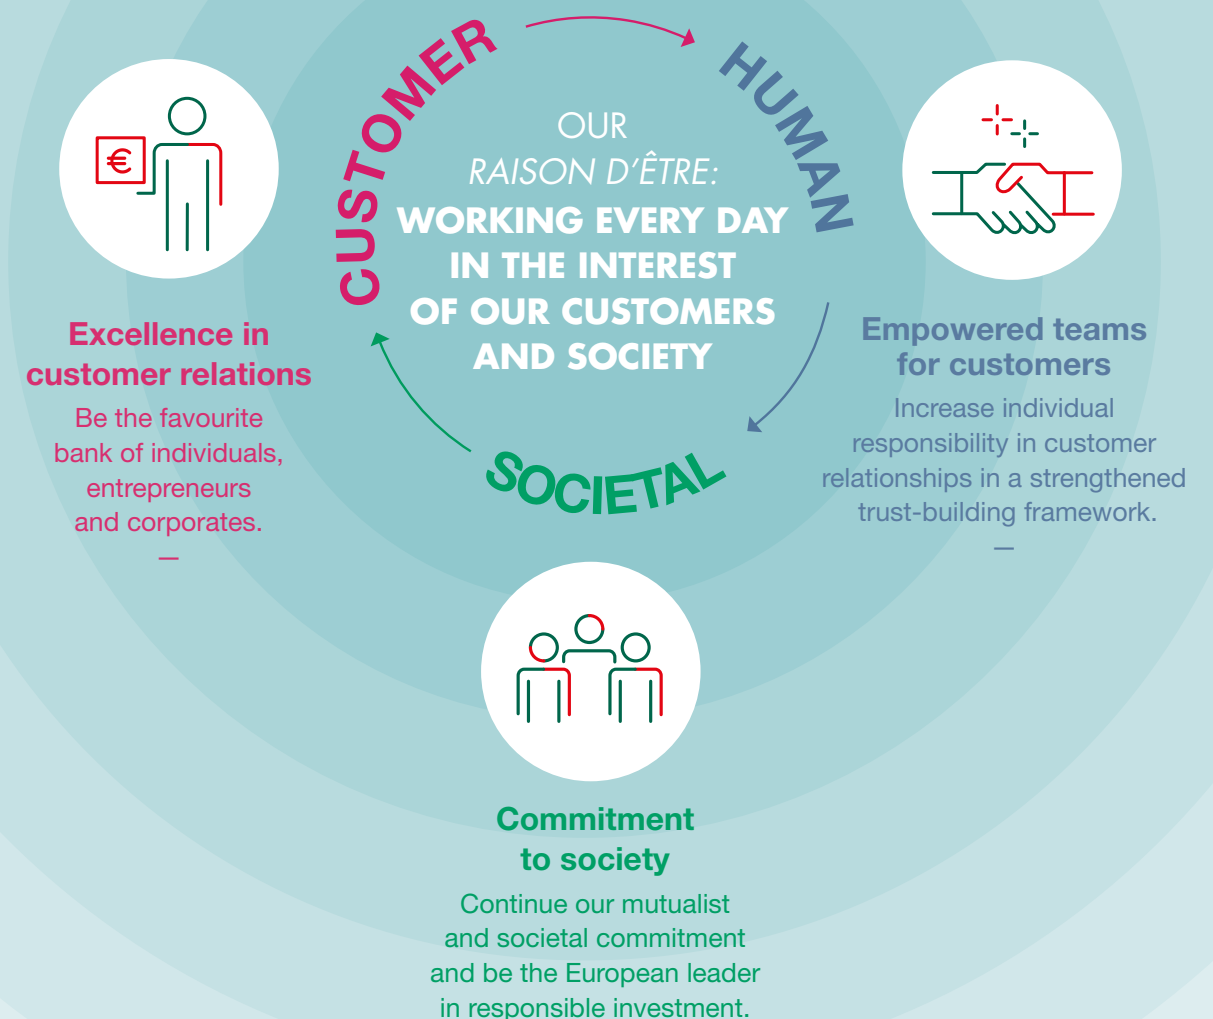 CUSTOMER
HUMAN
SOCIETAL
OUR
RAISON D'ÊTRE:
WORKING EVERY DAY
IN THE INTEREST
OF OUR CUSTOMERS
AND SOCIETY
€
Excellence in
customer relations
Be the favourite
bank of individuals,
entrepreneurs
and corporates.
—
Empowered teams
for customers
Increase individual
responsibility in customer
relationships in a strengthened
trust-building framework.
—
Commitment
to society
Continue our mutualist
and societal commitment
and be the European leader
in responsible investment.